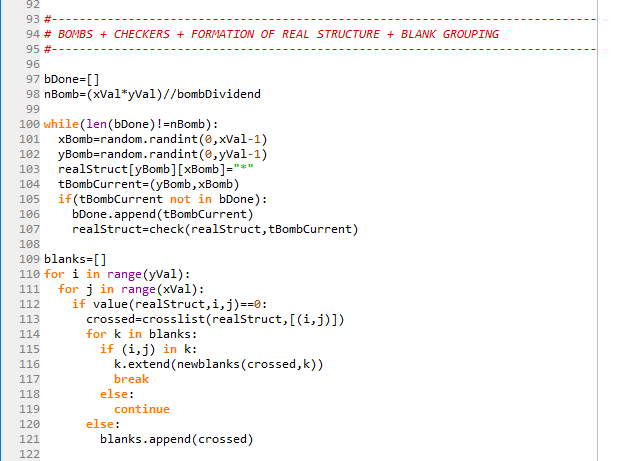 92
93 #------------------------------------------------------------------------------
94 # BOMBS + CHECKERS + FORMATION OF REAL STRUCTURE + BLANK GROUPING
95 #------------------------------------------------------------------------------
96
97 bDone=[]
98 nBomb=(xVal*yVal)//bombDividend
99
100 while(len(bDone)!=nBomb):
101   xBomb=random.randint(0,xVal-1)
102   yBomb=random.randint(0,yVal-1)
103   realStruct[yBomb][xBomb]="*"
104   tBombCurrent=(yBomb,xBomb)
105   if(tBombCurrent not in bDone):
106     bDone.append(tBombCurrent)
107     realStruct=check(realStruct,tBombCurrent)
108
109 blanks=[]
110 for i in range(yVal):
111   for j in range(xVal):
112     if value(realStruct,i,j)==0:
113       crossed=crosslist(realStruct,[(i,j)])
114       for k in blanks:
115         if (i,j) in k:
116           k.extend(newblanks(crossed,k))
117           break
118         else:
119           continue
120       else:
121         blanks.append(crossed)
122